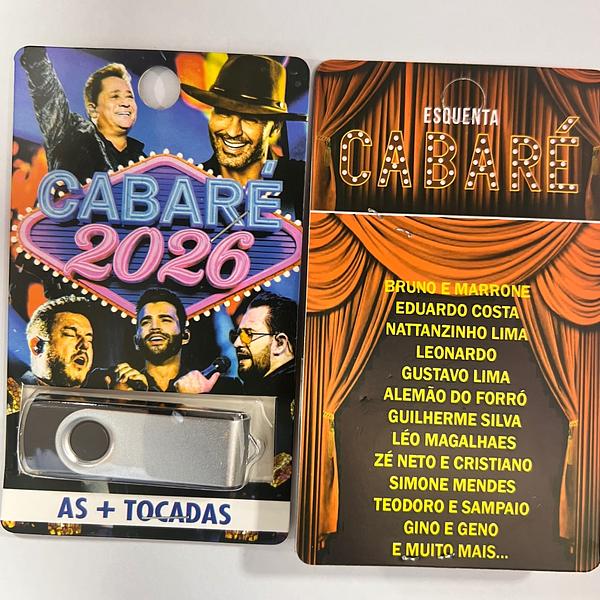 CABARÉ
2026
AS + TOCADAS
ESQUENTA
CABARÉ
BRUNO E MARRONE
EDUARDO COSTA
NATTANZINHO LIMA
LEONARDO
GUSTAVO LIMA
ALEMÃO DO FORRÓ
GUILHERME SILVA
LÉO MAGALHAES
ZÉ NETO E CRISTIANO
SIMONE MENDES
TEODORO E SAMPAIO
GINO E GENO
E MUITO MAIS...